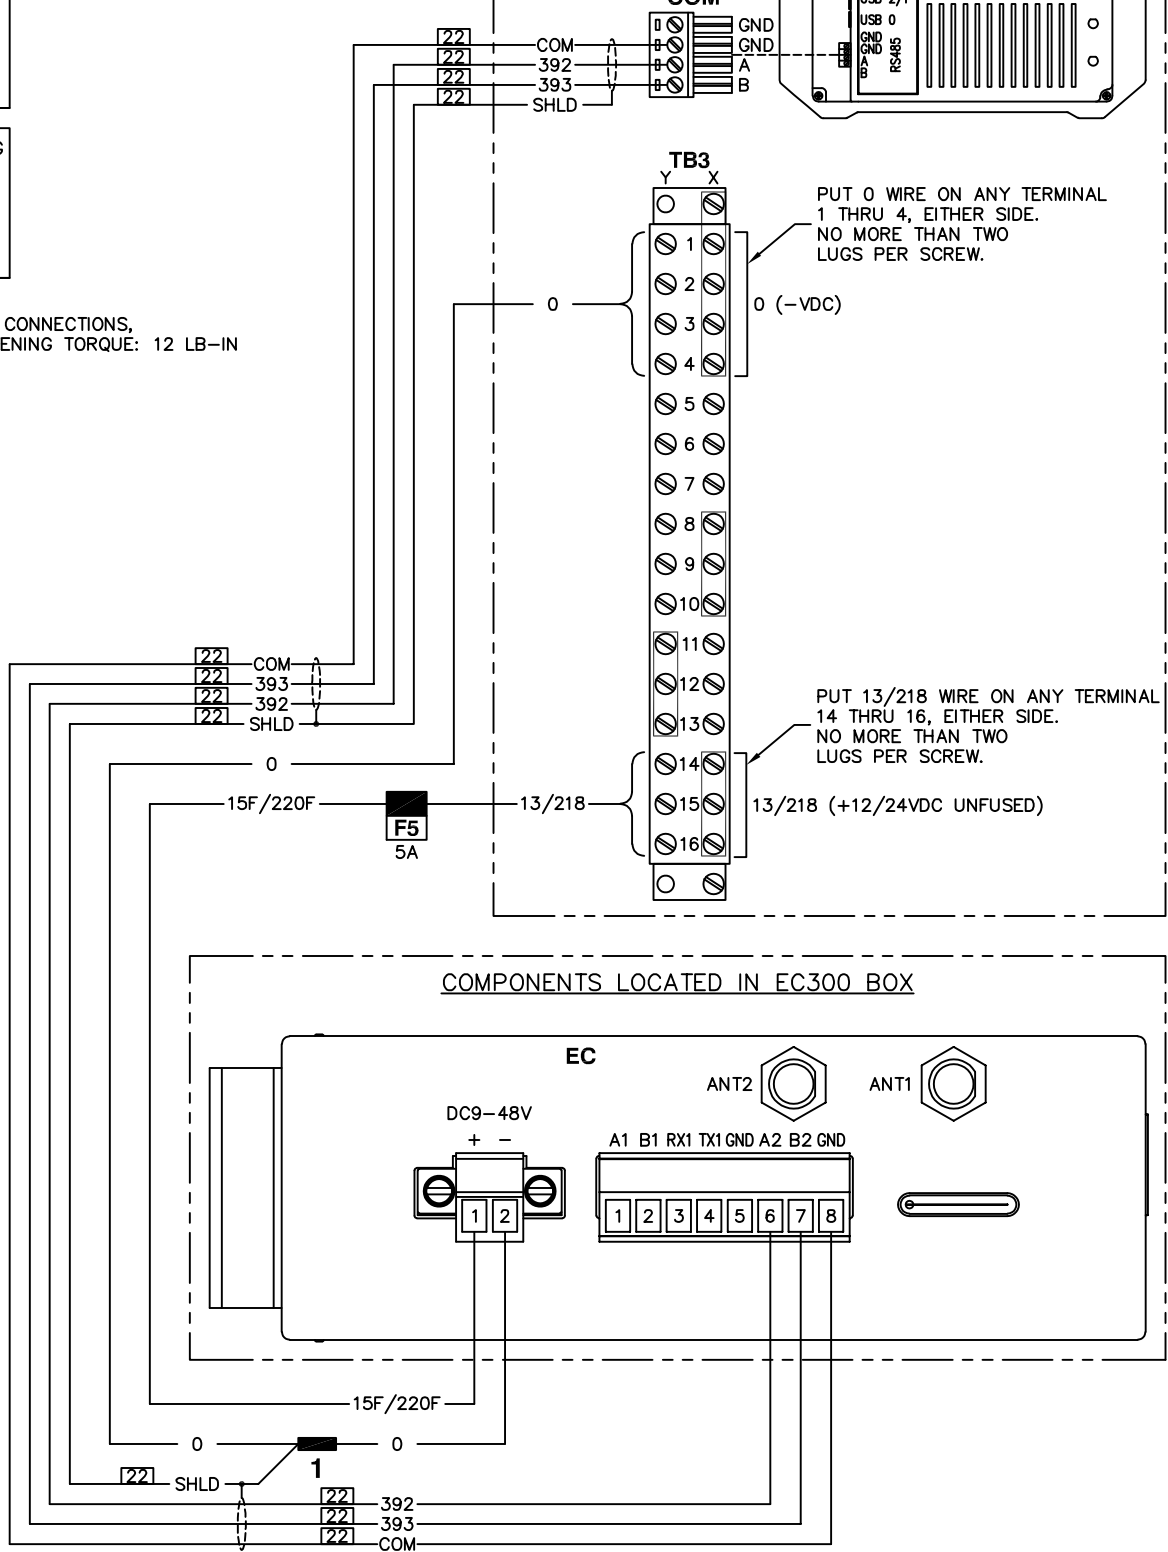 COM
USB 2/1
USB 0
GND
GND
A
B
RS485
GND
GND
A
B
22
COM
22
392
22
393
22
SHLD
TB3
Y X
PUT 0 WIRE ON ANY TERMINAL
1 THRU 4, EITHER SIDE.
NO MORE THAN TWO
LUGS PER SCREW.
1
2
0
0 (-VDC)
3
4
CONNECTIONS,
ENING TORQUE: 12 LB-IN
5
6
7
8
9
10
11
12
13
22
COM
22
393
22
392
22
SHLD
PUT 13/218 WIRE ON ANY TERMINAL
14 THRU 16, EITHER SIDE.
NO MORE THAN TWO
LUGS PER SCREW.
0
14
15F/220F
F5
5A
13/218
15
13/218 (+12/24VDC UNFUSED)
16
COMPONENTS LOCATED IN EC300 BOX
EC
ANT2
ANT1
DC9-48V
+ -
A1 B1 RX1 TX1 GND A2 B2 GND
1 2
1 2 3 4 5 6 7 8
15F/220F
0
0
1
22
SHLD
22
392
22
393
22
COM